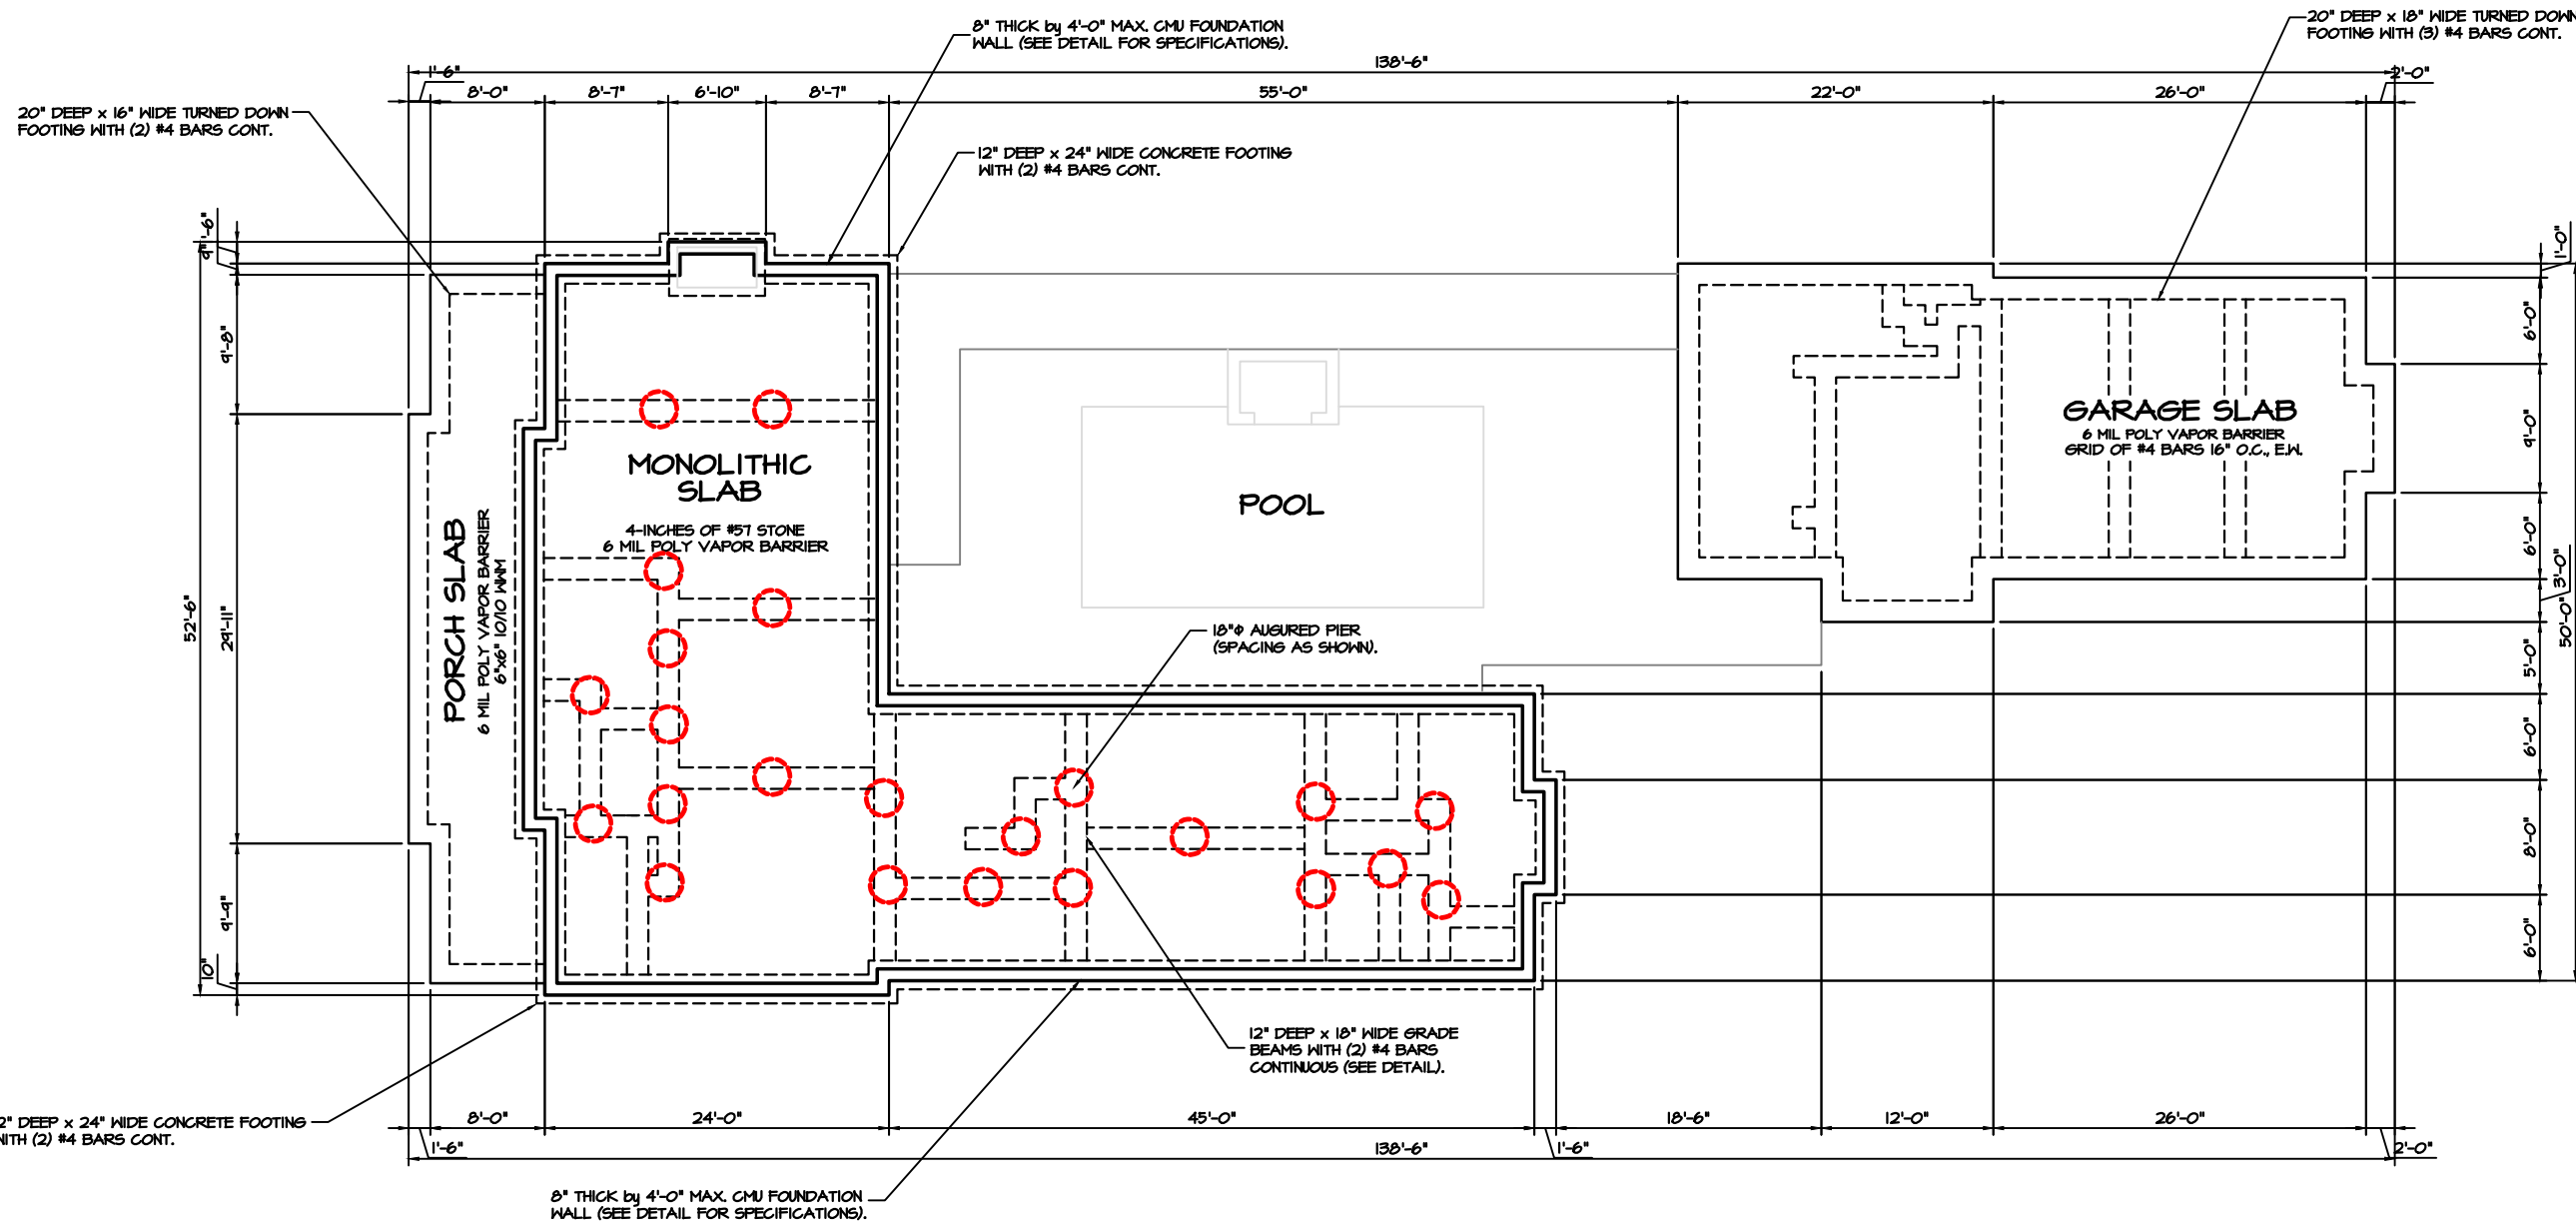 8" THICK by 4'-0" MAX. CMU FOUNDATION
WALL (SEE DETAIL FOR SPECIFICATIONS).
20" DEEP x 18" WIDE TURNED DOWN
FOOTING WITH (3) #4 BARS CONT.
138'-6"
1'-6"
8'-0"
8'-7"
6'-10"
8'-7"
55'-0"
22'-0"
26'-0"
2'-0"
20" DEEP x 16" WIDE TURNED DOWN
FOOTING WITH (2) #4 BARS CONT.
12" DEEP x 24" WIDE CONCRETE FOOTING
WITH (2) #4 BARS CONT.
1'-6"
9"
9'-8"
52'-6"
29'-11"
9'-9"
10"
PORCH SLAB
6 MIL POLY VAPOR BARRIER
6"x6" 10/10 WWM
MONOLITHIC
SLAB
4-INCHES OF #57 STONE
6 MIL POLY VAPOR BARRIER
POOL
18"Φ AUGURED PIER
(SPACING AS SHOWN).
GARAGE SLAB
6 MIL POLY VAPOR BARRIER
GRID OF #4 BARS 16" O.C., E.W.
1'-0"
6'-0"
9'-0"
6'-0"
3'-0"
50'-0"
5'-0"
6'-0"
8'-0"
6'-0"
12" DEEP x 18" WIDE GRADE
BEAMS WITH (2) #4 BARS
CONTINUOUS (SEE DETAIL).
2" DEEP x 24" WIDE CONCRETE FOOTING
WITH (2) #4 BARS CONT.
8'-0"
24'-0"
45'-0"
18'-6"
12'-0"
26'-0"
1'-6"
138'-6"
1'-6"
2'-0"
8" THICK by 4'-0" MAX. CMU FOUNDATION
WALL (SEE DETAIL FOR SPECIFICATIONS).